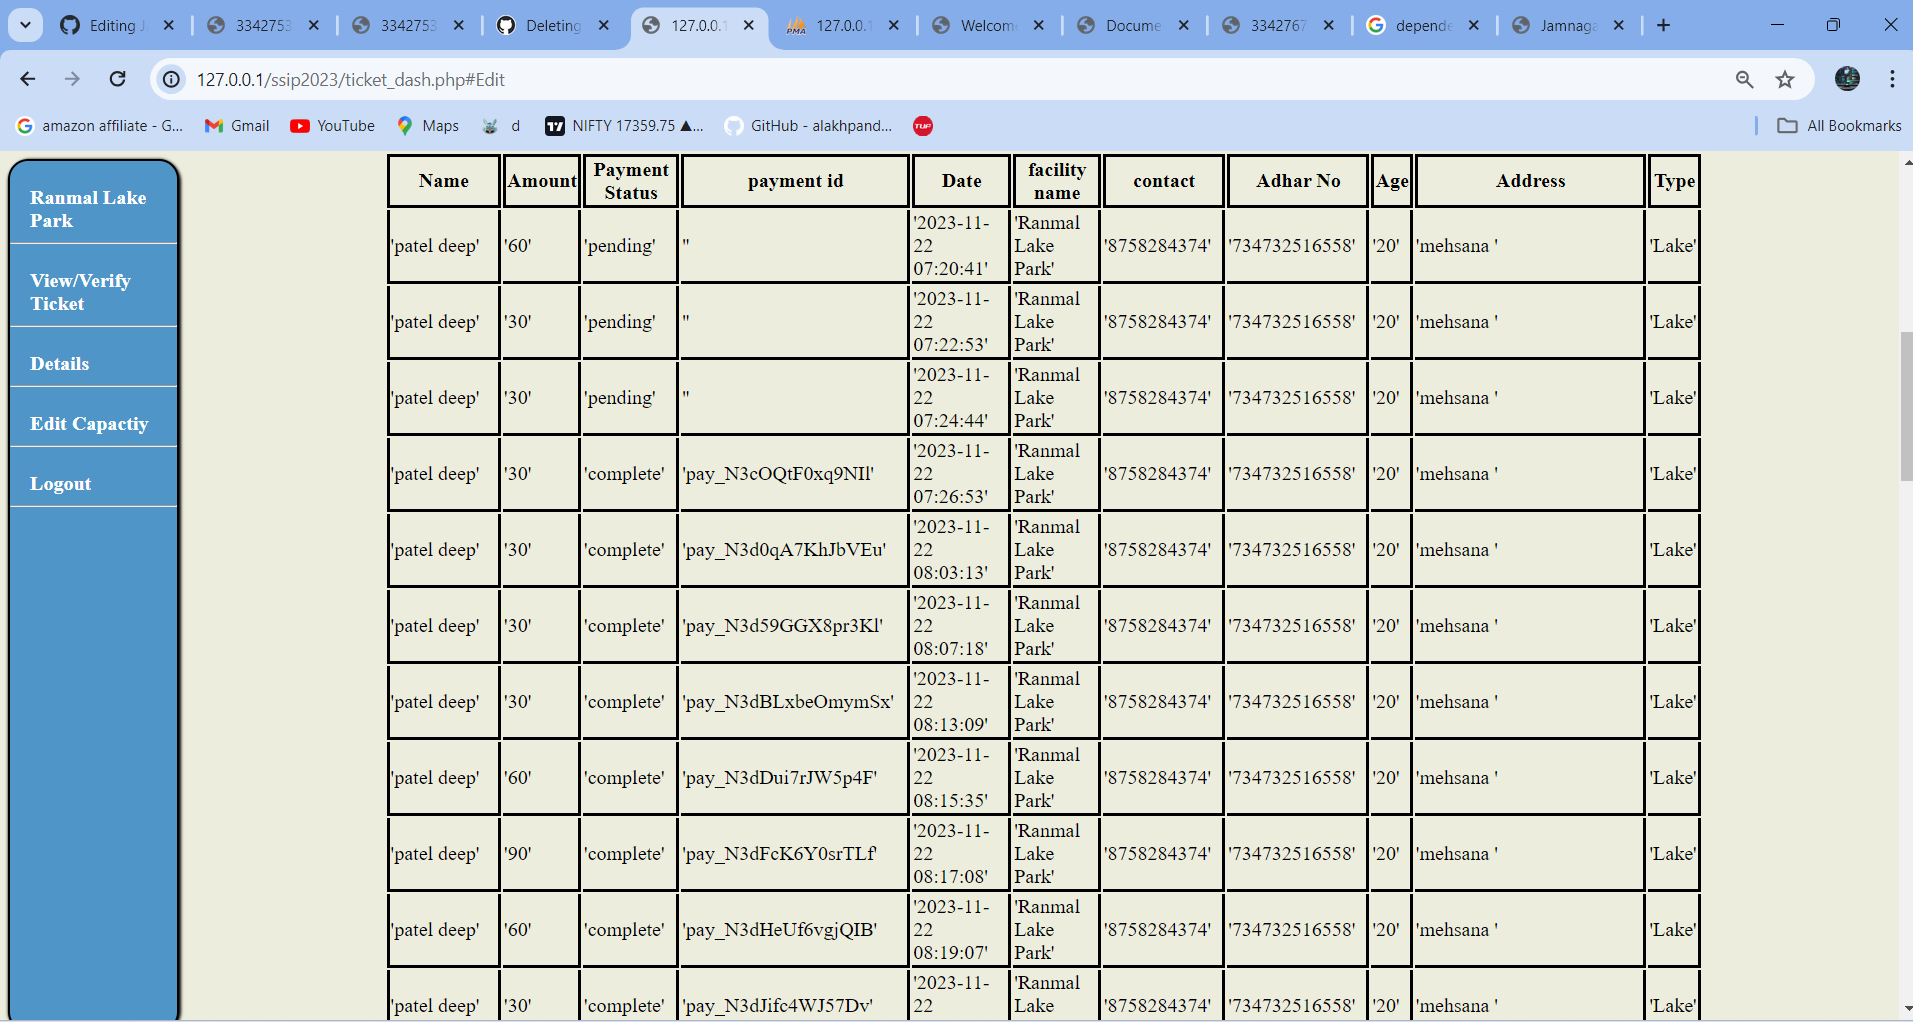 Editing J
3342753
3342753
Deleting
127.0.0.1
127.0.0.1
Welcom
Docume
3342767
depende
Jamnaga
127.0.0.1/ssip2023/ticket_dash.php#Edit
amazon affiliate - G...
Gmail
YouTube
Maps
d
NIFTY 17359.75 ▲...
GitHub - alakhpand...
All Bookmarks
Ranmal Lake
Park
View/Verify
Ticket
Details
Edit Capactiy
Logout
Name Amount Payment Status payment id Date facility name contact Adhar No Age Address Type
'patel deep' '60' 'pending' '' '2023-11-22 07:20:41' 'Ranmal Lake Park' '8758284374' '734732516558' '20' 'mehsana ' 'Lake'
'patel deep' '30' 'pending' '' '2023-11-22 07:22:53' 'Ranmal Lake Park' '8758284374' '734732516558' '20' 'mehsana ' 'Lake'
'patel deep' '30' 'pending' '' '2023-11-22 07:24:44' 'Ranmal Lake Park' '8758284374' '734732516558' '20' 'mehsana ' 'Lake'
'patel deep' '30' 'complete' 'pay_N3cOQtF0xq9NIl' '2023-11-22 07:26:53' 'Ranmal Lake Park' '8758284374' '734732516558' '20' 'mehsana ' 'Lake'
'patel deep' '30' 'complete' 'pay_N3d0qA7KhJbVEu' '2023-11-22 08:03:13' 'Ranmal Lake Park' '8758284374' '734732516558' '20' 'mehsana ' 'Lake'
'patel deep' '30' 'complete' 'pay_N3d59GGX8pr3Kl' '2023-11-22 08:07:18' 'Ranmal Lake Park' '8758284374' '734732516558' '20' 'mehsana ' 'Lake'
'patel deep' '30' 'complete' 'pay_N3dBLxbeOmymSx' '2023-11-22 08:13:09' 'Ranmal Lake Park' '8758284374' '734732516558' '20' 'mehsana ' 'Lake'
'patel deep' '60' 'complete' 'pay_N3dDui7rJW5p4F' '2023-11-22 08:15:35' 'Ranmal Lake Park' '8758284374' '734732516558' '20' 'mehsana ' 'Lake'
'patel deep' '90' 'complete' 'pay_N3dFcK6Y0srTLf' '2023-11-22 08:17:08' 'Ranmal Lake Park' '8758284374' '734732516558' '20' 'mehsana ' 'Lake'
'patel deep' '60' 'complete' 'pay_N3dHeUf6vgjQIB' '2023-11-22 08:19:07' 'Ranmal Lake Park' '8758284374' '734732516558' '20' 'mehsana ' 'Lake'
'patel deep' '30' 'complete' 'pay_N3dJifc4WJ57Dv' '2023-11-22 'Ranmal Lake '8758284374' '734732516558' '20' 'mehsana ' 'Lake'